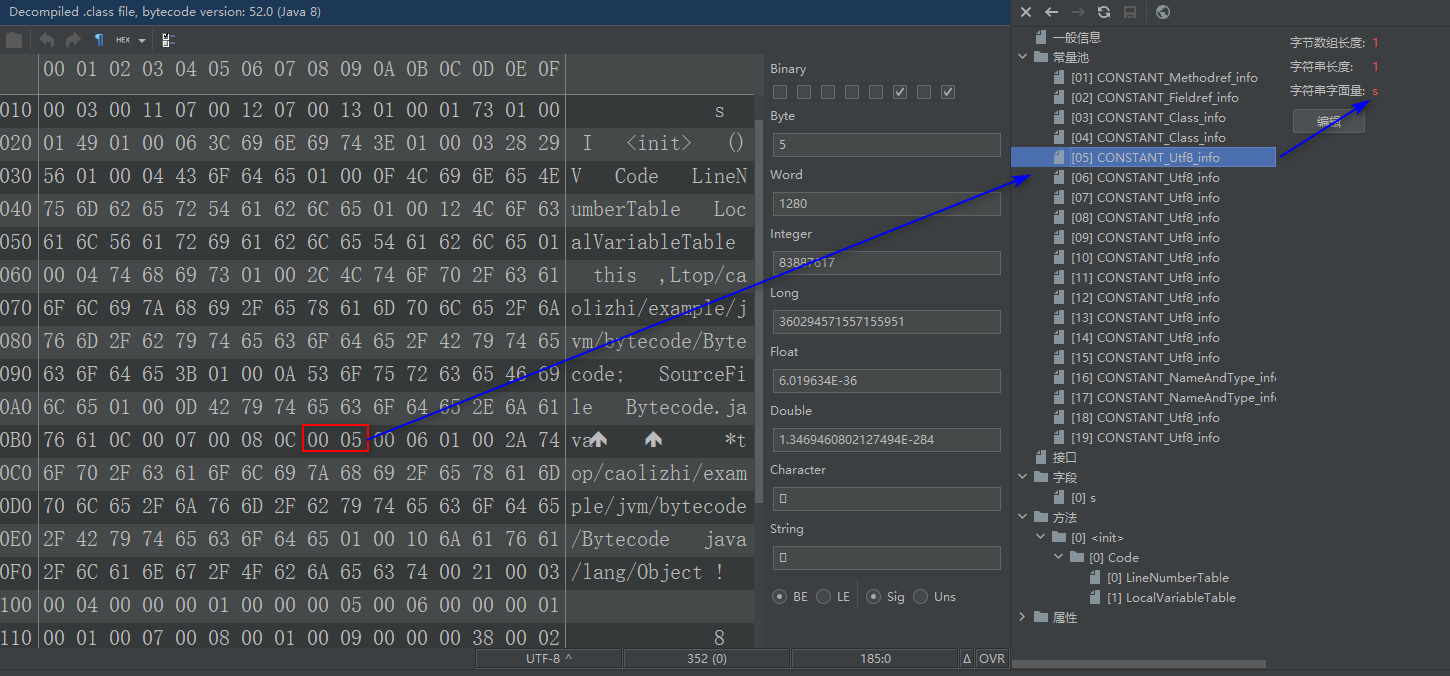 Decompiled .class file, bytecode version: 52.0 (Java 8)
HEX
00 01 02 03 04 05 06 07 08 09 0A 0B 0C 0D 0E 0F
010 00 03 00 11 07 00 12 07 00 13 01 00 01 73 01 00 s
020 01 49 01 00 06 3C 69 6E 69 74 3E 01 00 03 28 29 I <init> ()
030 56 01 00 04 43 6F 64 65 01 00 0F 4C 69 6E 65 4E V Code LineN
040 75 6D 62 65 72 54 61 62 6C 65 01 00 12 4C 6F 63 umberTable Loc
050 61 6C 56 61 72 69 61 62 6C 65 54 61 62 6C 65 01 alVariableTable
060 00 04 74 68 69 73 01 00 2C 4C 74 6F 70 2F 63 61 this ,Ltop/ca
070 6F 6C 69 7A 68 69 2F 65 78 61 6D 70 6C 65 2F 6A olizhi/example/j
080 76 6D 2F 62 79 74 65 63 6F 64 65 2F 42 79 74 65 vm/bytecode/Byte
090 63 6F 64 65 3B 01 00 0A 53 6F 75 72 63 65 46 69 code; SourceFi
0A0 6C 65 01 00 0D 42 79 74 65 63 6F 64 65 2E 6A 61 le Bytecode.ja
0B0 76 61 0C 00 07 00 08 0C 00 05 00 06 01 00 2A 74 va *t
0C0 6F 70 2F 63 61 6F 6C 69 7A 68 69 2F 65 78 61 6D op/caolizhi/exam
0D0 70 6C 65 2F 6A 76 6D 2F 62 79 74 65 63 6F 64 65 ple/jvm/bytecode
0E0 2F 42 79 74 65 63 6F 64 65 01 00 10 6A 61 76 61 /Bytecode java
0F0 2F 6C 61 6E 67 2F 4F 62 6A 65 63 74 00 21 00 03 /lang/Object !
100 00 04 00 00 00 01 00 00 00 05 00 06 00 00 00 01
110 00 01 00 07 00 08 00 01 00 09 00 00 00 38 00 02 8
UTF-8 352 (0) 185:0 Δ OVR
Binary
Byte
5
Word
1280
Integer
83887617
Long
360294571557155951
Float
6.019634E-36
Double
1.3469460802127494E-284
Character
String
BE LE Sig Uns
一般信息
常量池
[01] CONSTANT_Methodref_info
[02] CONSTANT_Fieldref_info
[03] CONSTANT_Class_info
[04] CONSTANT_Class_info
[05] CONSTANT_Utf8_info
[06] CONSTANT_Utf8_info
[07] CONSTANT_Utf8_info
[08] CONSTANT_Utf8_info
[09] CONSTANT_Utf8_info
[10] CONSTANT_Utf8_info
[11] CONSTANT_Utf8_info
[12] CONSTANT_Utf8_info
[13] CONSTANT_Utf8_info
[14] CONSTANT_Utf8_info
[15] CONSTANT_Utf8_info
[16] CONSTANT_NameAndType_info
[17] CONSTANT_NameAndType_info
[18] CONSTANT_Utf8_info
[19] CONSTANT_Utf8_info
接口
字段
[0] s
方法
[0] <init>
[0] Code
[0] LineNumberTable
[1] LocalVariableTable
属性
字节数组长度: 1
字符串长度: 1
字符串字面量: s
编辑